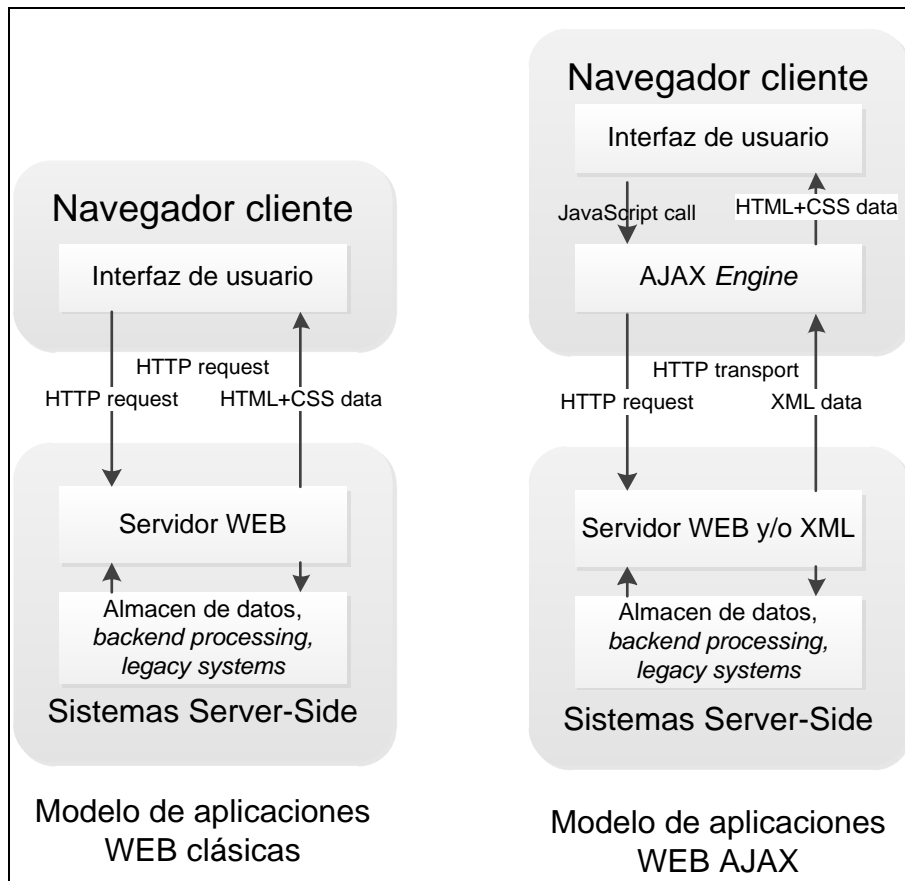 Navegador cliente
Interfaz de usuario
HTTP request
HTTP request
HTML+CSS data
Servidor WEB
Almacen de datos,
backend processing,
legacy systems
Sistemas Server-Side
Modelo de aplicaciones
WEB clásicas
Navegador cliente
Interfaz de usuario
JavaScript call
HTML+CSS data
AJAX Engine
HTTP transport
HTTP request
XML data
Servidor WEB y/o XML
Almacen de datos,
backend processing,
legacy systems
Sistemas Server-Side
Modelo de aplicaciones
WEB AJAX